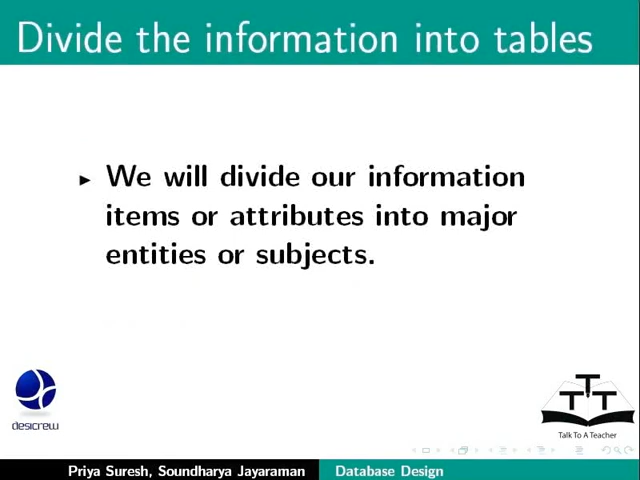 Divide the information into tables
We will divide our information
items or attributes into major
entities or subjects.
desicrew
TTT
Talk To A Teacher
Priya Suresh, Soundharya Jayaraman Database Design